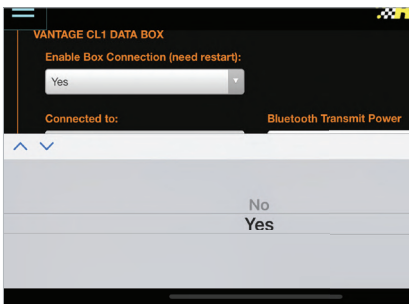 VANTAGE CL1 DATA BOX
Enable Box Connection (need restart):
Yes
Connected to:
Bluetooth Transmit Power
No
Yes